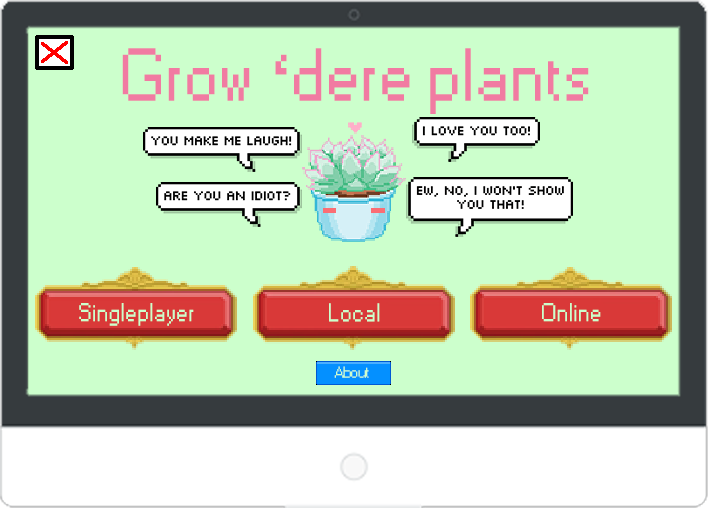 Grow ‘dere plants
YOU MAKE ME LAUGH!
I LOVE YOU TOO!
ARE YOU AN IDIOT?
EW, NO, I WON'T SHOW
YOU THAT!
Singleplayer
Local
Online
About